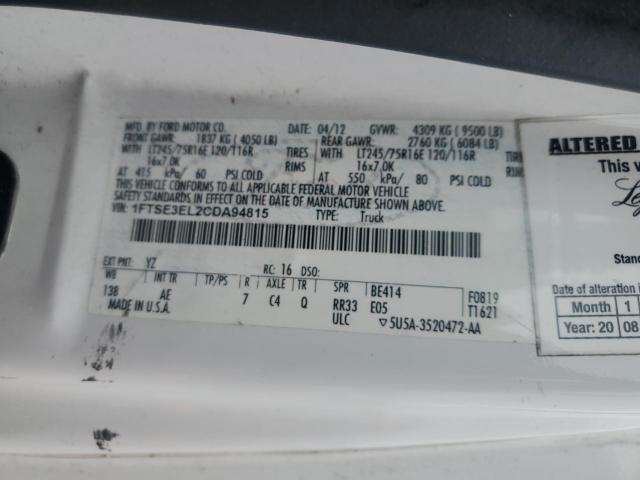 MFD. BY FORD MOTOR CO. DATE: 04/12 GVWR: 4309 KG ( 9500 LB)
FRONT GAWR: 1837 KG ( 4050 LB) REAR GAWR: 2760 KG ( 6084 LB)
WITH LT245/75R16E 120/116R TIRES WITH LT245/75R16E 120/116R
16x7.0K RIMS 16x7.0K
AT 415 kPa/ 60 PSI COLD AT 550 kPa/ 80 PSI COLD
THIS VEHICLE CONFORMS TO ALL APPLICABLE FEDERAL MOTOR VEHICLE
SAFETY STANDARDS IN EFFECT ON THE DATE OF MANUFACTURE SHOWN ABOVE.
VIN: 1FTSE3EL2CDA94815 TYPE: Truck
EXT PNT: YZ RC: 16 DSO:
WB INT TR TP/PS R AXLE TR SPR BE414 F0819
138 AE 7 C4 Q RR33 E05 T1621
MADE IN U.S.A. ULC ▽5U5A-3520472-AA
ALTERED
This v
Stand
Date of alteration
Month 1
Year: 20 08